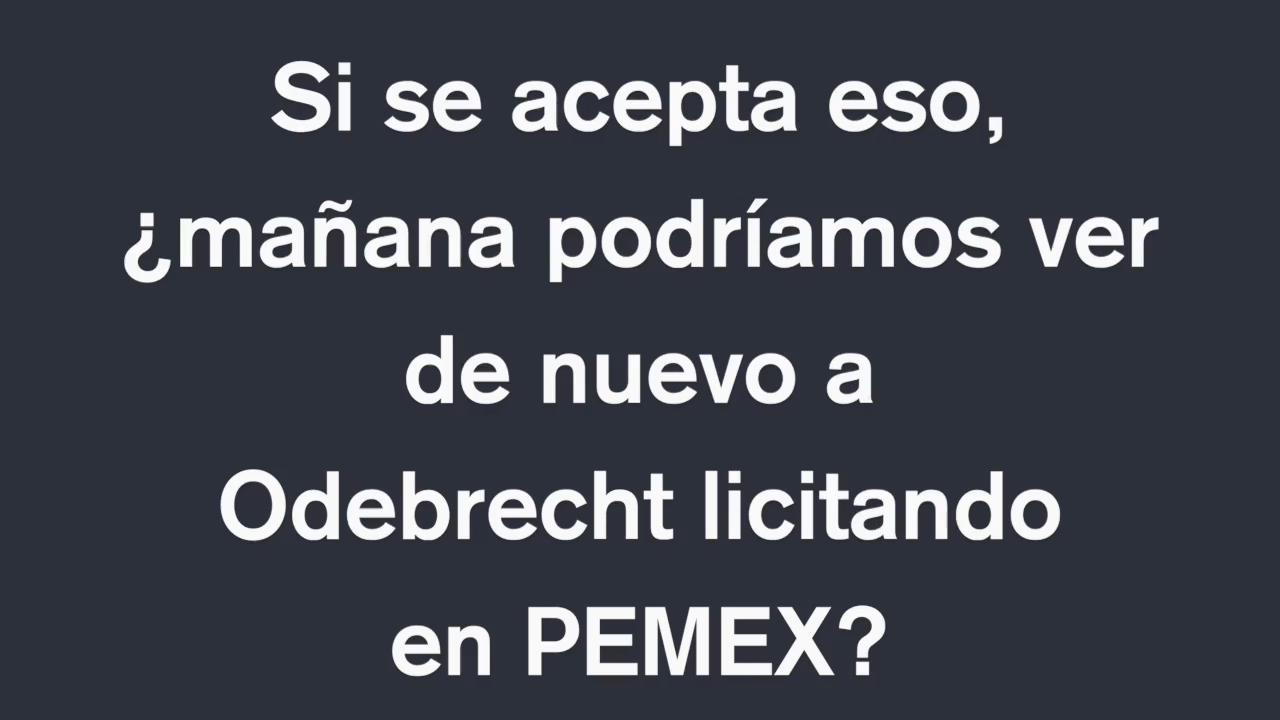 Si se acepta eso,
¿mañana podríamos ver
de nuevo a
Odebrecht licitando
en PEMEX?